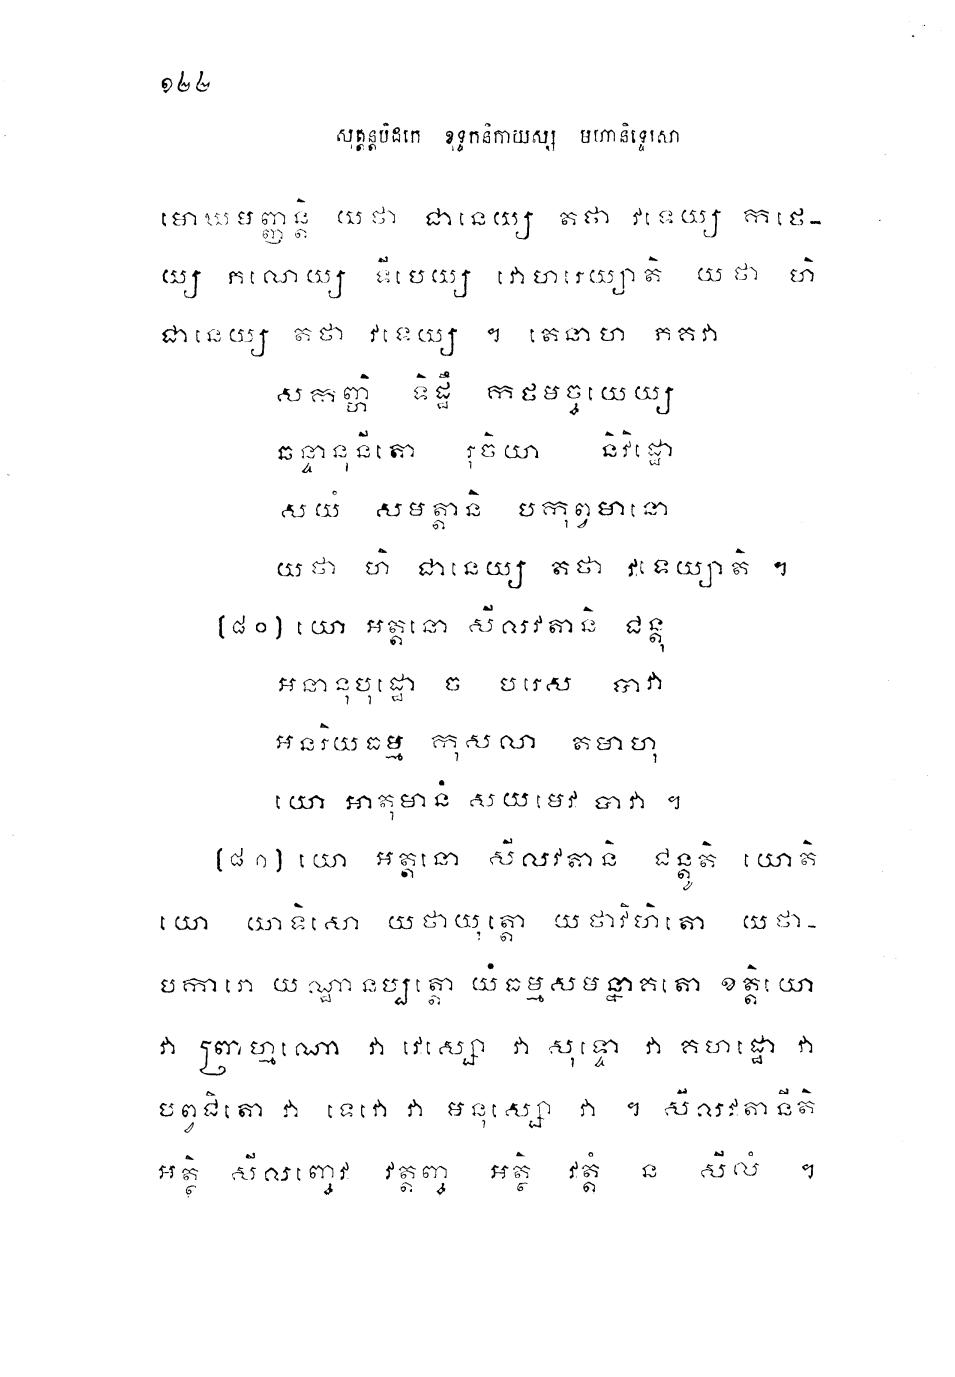 ១៤៤
សុត្តន្តបិដកេ ខុទ្ទកនិកាយស្ស មហានិទ្ទេសោ
មោឃមញ្ញន្តិ យថា ជានេយ្យ តថា វទេយ្យ កថេ-
យ្យ ភណេយ្យ ទីបេយ្យ វោហរេយ្យាតិ យថា ហិ
ជានេយ្យ តថា វទេយ្យ ។ តេនាហ ភគវា
សកញ្ហិ ទិដ្ឋឹ កថមច្ចយេយ្យ
ឆន្ទានុនីតោ រុចិយា និវិដ្ឋោ
សយំ សមត្តានិ បកុព្វមានោ
យថា ហិ ជានេយ្យ តថា វទេយ្យាតិ ។
(៨០) យោ អត្តនោ សីលវតានិ ជន្តុ
អនានុបុដ្ឋោ ច បរេស បាវា
អនរិយធម្មំ កុសលា តមាហុ
យោ អាតុមានំ សយមេវ បាវា ។
(៨១) យោ អត្តនោ សីលវតានិ ជន្តូតិ យោតិ
យោ យាទិសោ យថាយុត្តោ យថាវិហិតោ យថា-
បការោ យណ្ឋានប្បត្តោ យំធម្មសមន្នាគតោ ខត្តិយោ
វា ព្រាហ្មណោ វា វេស្សោ វា សុទ្ទោ វា គហដ្ឋោ វា
បព្វជិតោ វា ទេវោ វា មនុស្សោ វា ។ សីលវតានីតិ
អត្ថិ សីលញ្ចេវ វត្តញ្ច អត្ថិ វត្តំ ន សីលំ ។